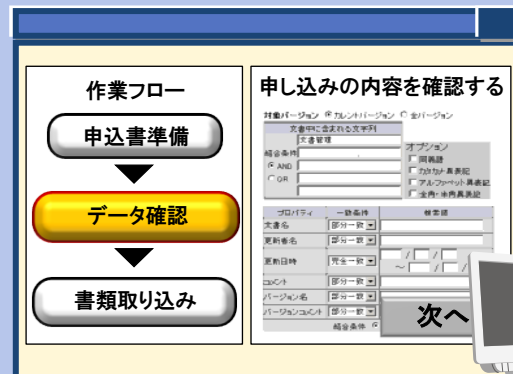 作業フロー
申込書準備
データ確認
書類取り込み
申し込みの内容を確認する
対象バージョン カレントバージョン 全バージョン
文書中に含まれる文字列
文書管理
結合条件
AND
OR
オプション
同義語
カタカナ異表記
アルファベット異表記
全角・半角異表記
プロパティ 一致条件 検索語
文書名 部分一致
更新者名 部分一致
更新日時 完全一致 / /
～ / /
コメント 部分一致
バージョン名 部分一致
バージョンコメント 部分一致
結合条件
次へ